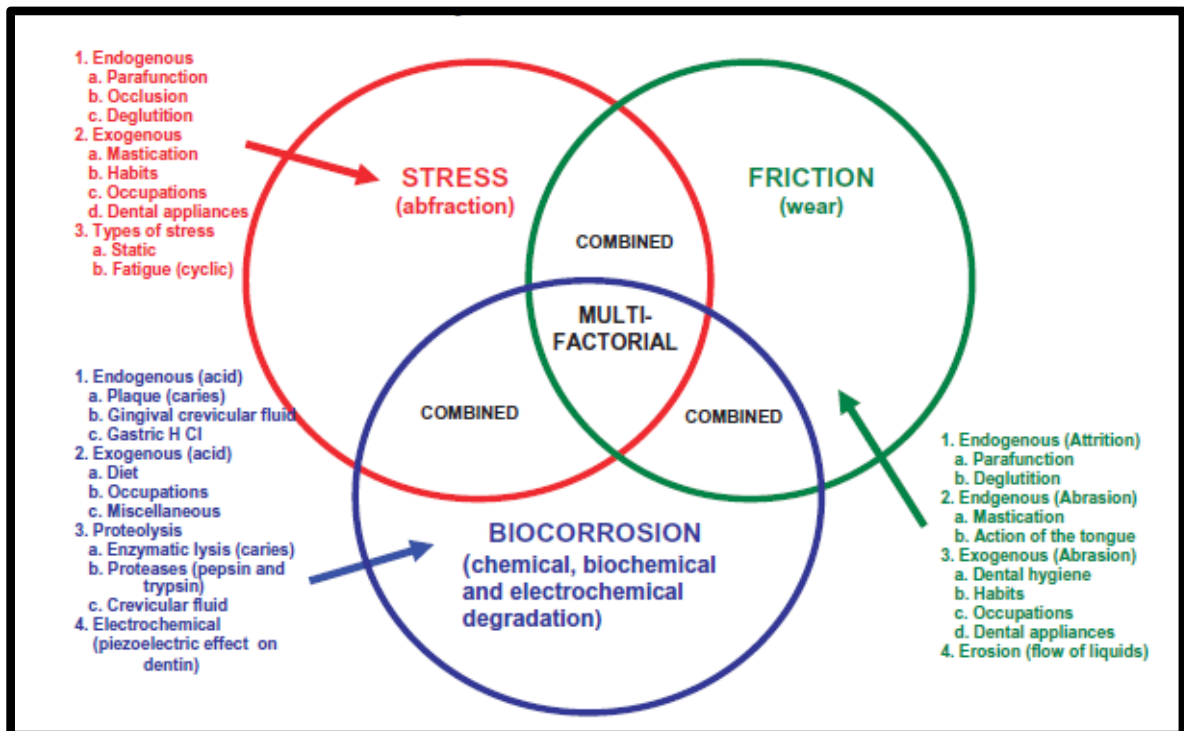 1. Endogenous
a. Parafunction
b. Occlusion
c. Deglutition
2. Exogenous
a. Mastication
b. Habits
c. Occupations
d. Dental appliances
3. Types of stress
a. Static
b. Fatigue (cyclic)
STRESS
(abfraction)
FRICTION
(wear)
COMBINED
MULTI-
FACTORIAL
COMBINED
COMBINED
1. Endogenous (acid)
a. Plaque (caries)
b. Gingival crevicular fluid
c. Gastric H Cl
2. Exogenous (acid)
a. Diet
b. Occupations
c. Miscellaneous
3. Proteolysis
a. Enzymatic lysis (caries)
b. Proteases (pepsin and
trypsin)
c. Crevicular fluid
4. Electrochemical
(piezoelectric effect on
dentin)
BIOCORROSION
(chemical, biochemical
and electrochemical
degradation)
1. Endogenous (Attrition)
a. Parafunction
b. Deglutition
2. Endgenous (Abrasion)
a. Mastication
b. Action of the tongue
3. Exogenous (Abrasion)
a. Dental hygiene
b. Habits
c. Occupations
d. Dental appliances
4. Erosion (flow of liquids)